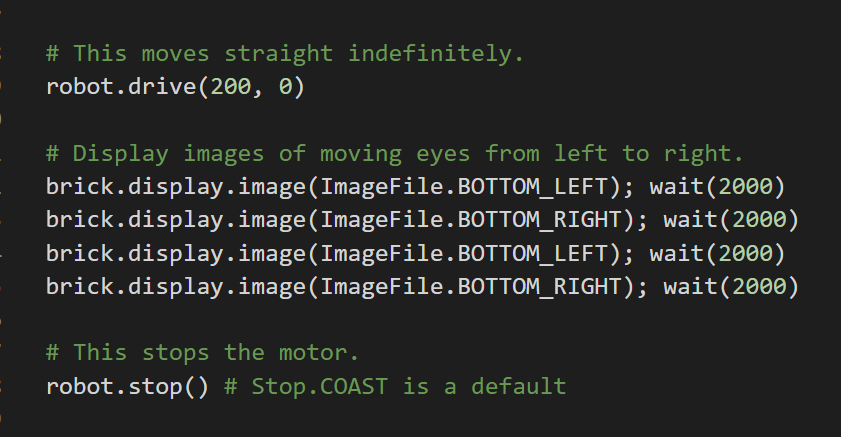 # This moves straight indefinitely.
robot.drive(200, 0)
# Display images of moving eyes from left to right.
brick.display.image(ImageFile.BOTTOM_LEFT); wait(2000)
brick.display.image(ImageFile.BOTTOM_RIGHT); wait(2000)
brick.display.image(ImageFile.BOTTOM_LEFT); wait(2000)
brick.display.image(ImageFile.BOTTOM_RIGHT); wait(2000)
# This stops the motor.
robot.stop() # Stop.COAST is a default